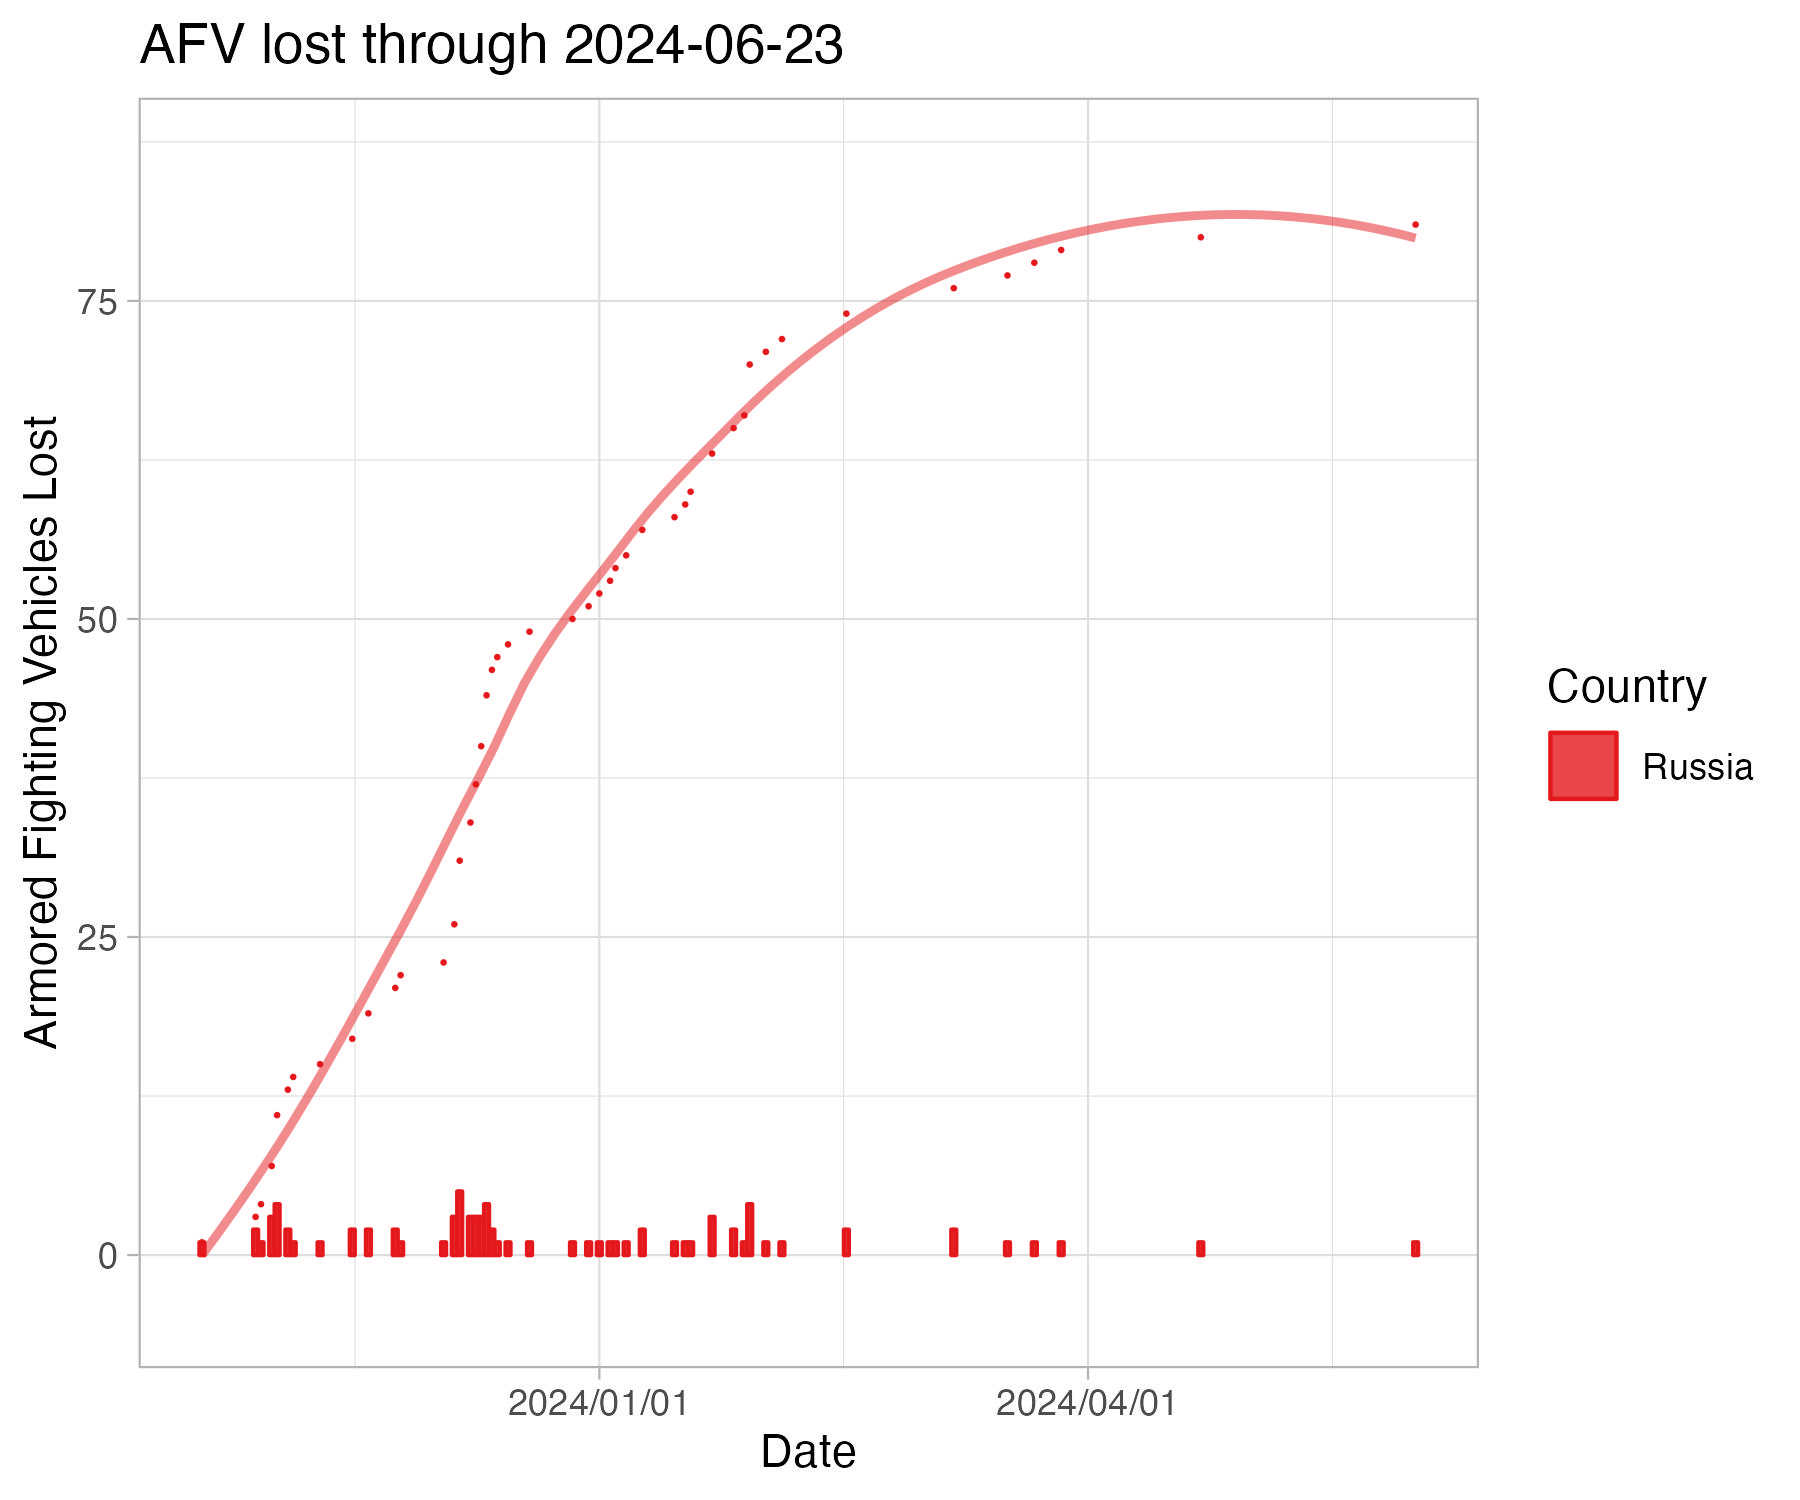 AFV lost through 2024-06-23
Armored Fighting Vehicles Lost
75
50
25
0
2024/01/01
2024/04/01
Date
Country
Russia